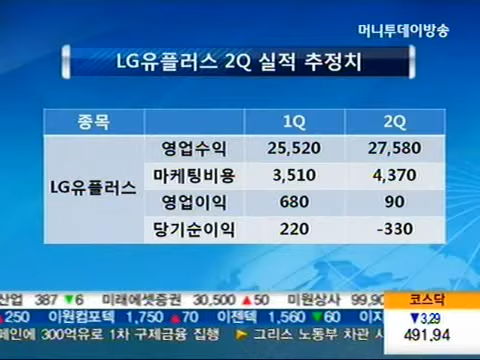 머니투데이방송
LG유플러스 2Q 실적 추정치
종목 1Q 2Q
LG유플러스
영업수익 25,520 27,580
마케팅비용 3,510 4,370
영업이익 680 90
당기순이익 220 -330
산업 387 ▼6 미래에셋증권 30,500 ▲50 미원상사 99,90
▲250 이원컴포텍 1,750 ▲70 이젠텍 1,560 ▼60 이지
페인에 300억유로 1차 구제금융 집행 ▶ 그리스 노동부 차관 사
코스닥
▼3.29
491.94